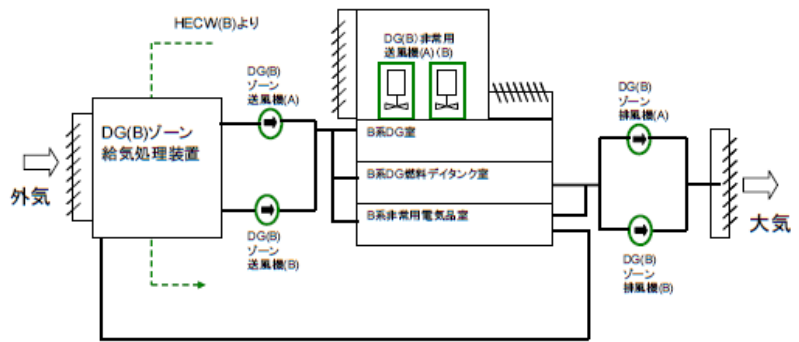 HECW(B)より
DG(B)非常用
送風機(A)(B)
DG(B)
ゾーン
送風機(A)
DG(B)
ゾーン
排風機(A)
DG(B)ゾーン
給気処理装置
B系DG室
外気
B系DG燃料デイタンク室
大気
B系非常用電気品室
DG(B)
ゾーン
送風機(B)
DG(B)
ゾーン
排風機(B)